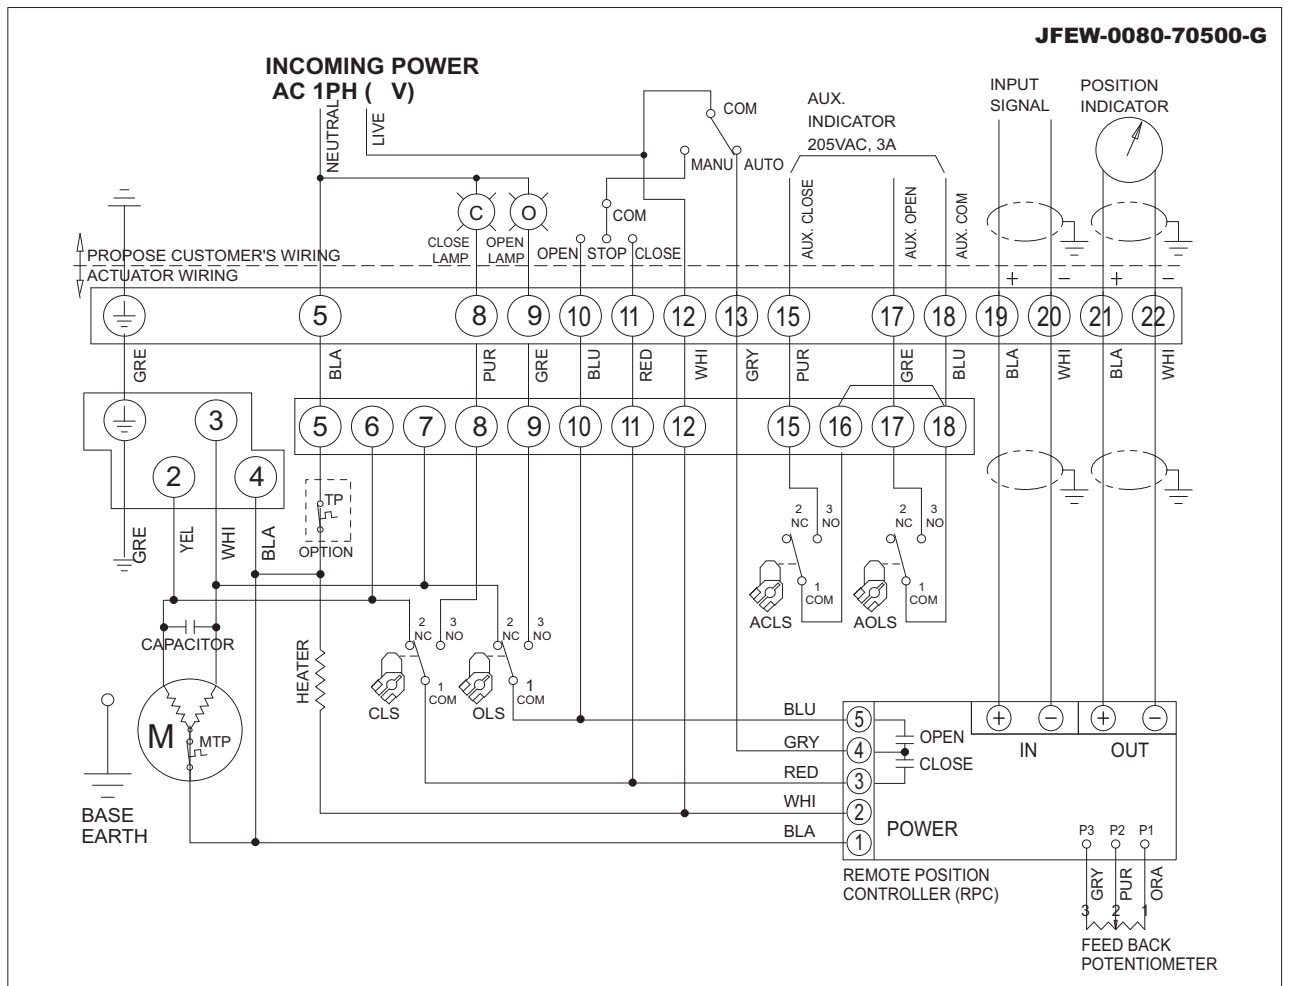 JFEW-0080-70500-G
INCOMING POWER
AC 1PH ( V)
NEUTRAL
LIVE
COM
MANU
AUTO
AUX.
INDICATOR
205VAC, 3A
INPUT
SIGNAL
POSITION
INDICATOR
C
O
CLOSE
LAMP
OPEN
LAMP
COM
OPEN
STOP
CLOSE
AUX. CLOSE
AUX. OPEN
AUX. COM
PROPOSE CUSTOMER'S WIRING
ACTUATOR WIRING
+
−
+
−
5
8
9
10
11
12
13
15
17
18
19
20
21
22
GRE
BLA
PUR
GRE
BLU
RED
WHI
GRY
PUR
GRE
BLU
BLA
WHI
BLA
WHI
3
2
4
5
6
7
8
9
10
11
12
15
16
17
18
GRE
YEL
WHI
BLA
TP
OPTION
2
NC
3
NO
1
COM
ACLS
2
NC
3
NO
1
COM
AOLS
CAPACITOR
HEATER
2
NC
3
NO
1
COM
CLS
2
NC
3
NO
1
COM
OLS
M
MTP
BASE
EARTH
BLU
GRY
RED
WHI
BLA
5
4
3
2
1
OPEN
CLOSE
POWER
+
−
+
−
IN
OUT
P3
P2
P1
REMOTE POSITION
CONTROLLER (RPC)
GRY
PUR
ORA
3
2
1
FEED BACK
POTENTIOMETER